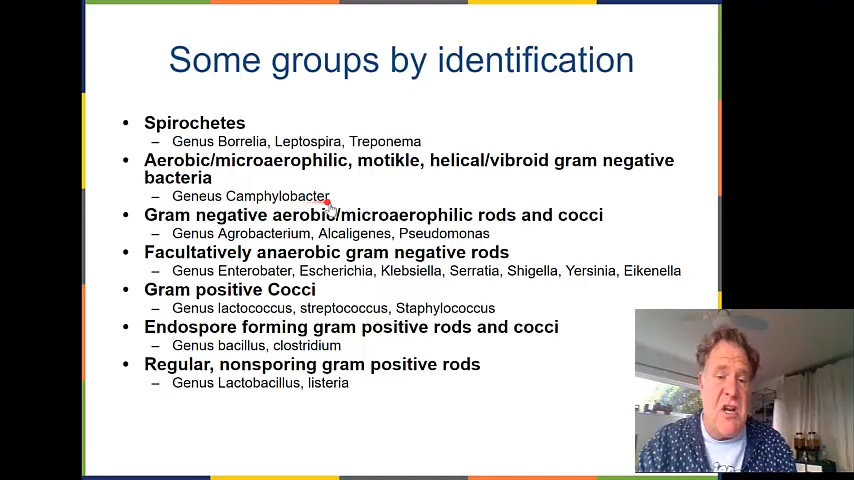 Some groups by identification
• Spirochetes
– Genus Borrelia, Leptospira, Treponema
• Aerobic/microaerophilic, motikle, helical/vibroid gram negative
bacteria
– Geneus Camphylobacter
• Gram negative aerobic/microaerophilic rods and cocci
– Genus Agrobacterium, Alcaligenes, Pseudomonas
• Facultatively anaerobic gram negative rods
– Genus Enterobater, Escherichia, Klebsiella, Serratia, Shigella, Yersinia, Eikenella
• Gram positive Cocci
– Genus lactococcus, streptococcus, Staphylococcus
• Endospore forming gram positive rods and cocci
– Genus bacillus, clostridium
• Regular, nonsporing gram positive rods
– Genus Lactobacillus, listeria